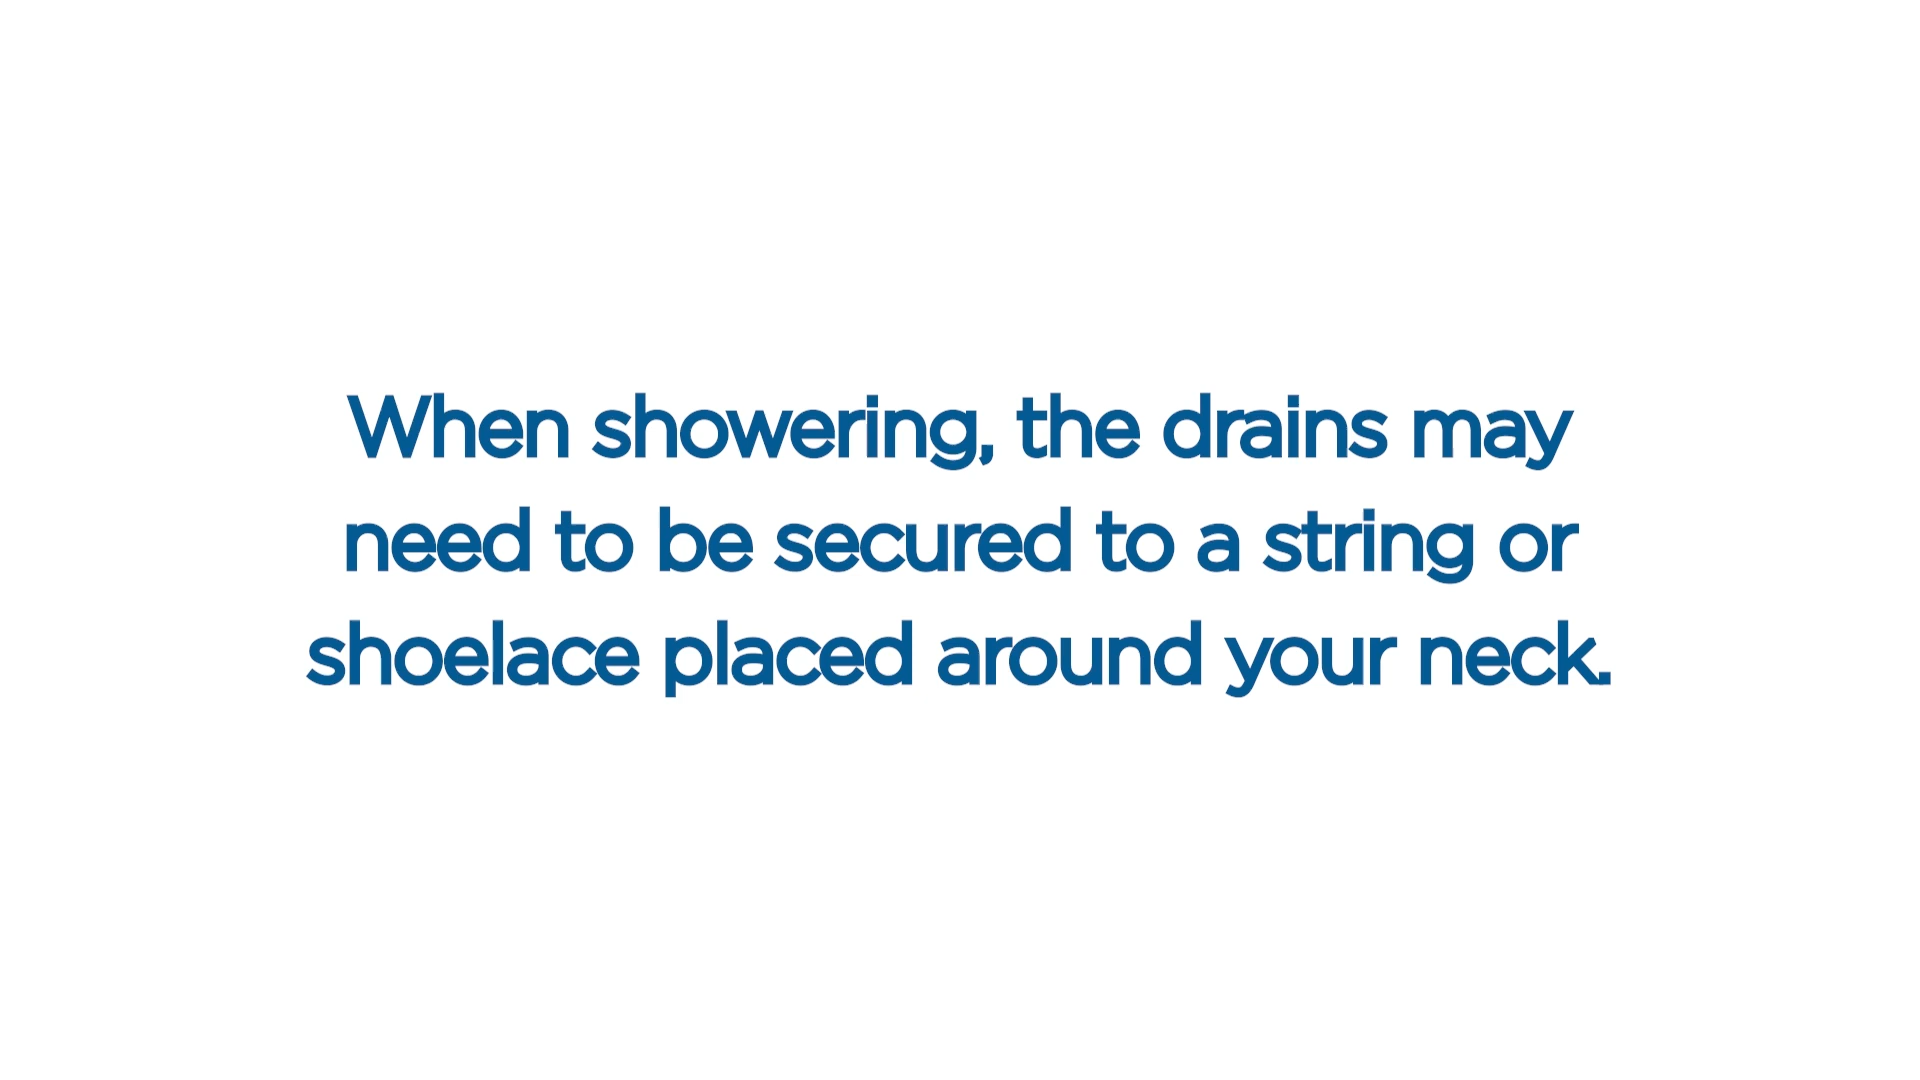 When showering, the drains may
need to be secured to a string or
shoelace placed around your neck.